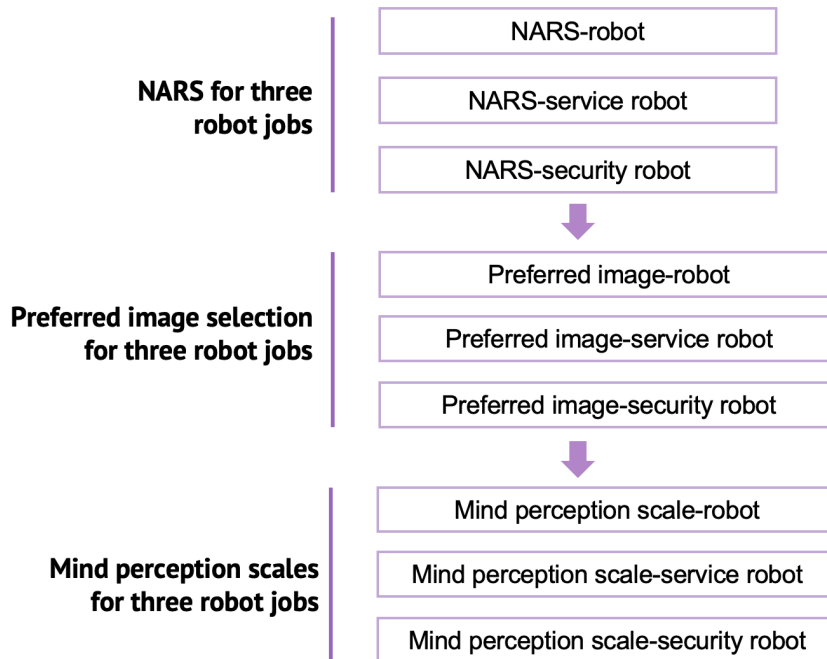 NARS for three
robot jobs
NARS-robot
NARS-service robot
NARS-security robot
Preferred image selection
for three robot jobs
Preferred image-robot
Preferred image-service robot
Preferred image-security robot
Mind perception scales
for three robot jobs
Mind perception scale-robot
Mind perception scale-service robot
Mind perception scale-security robot